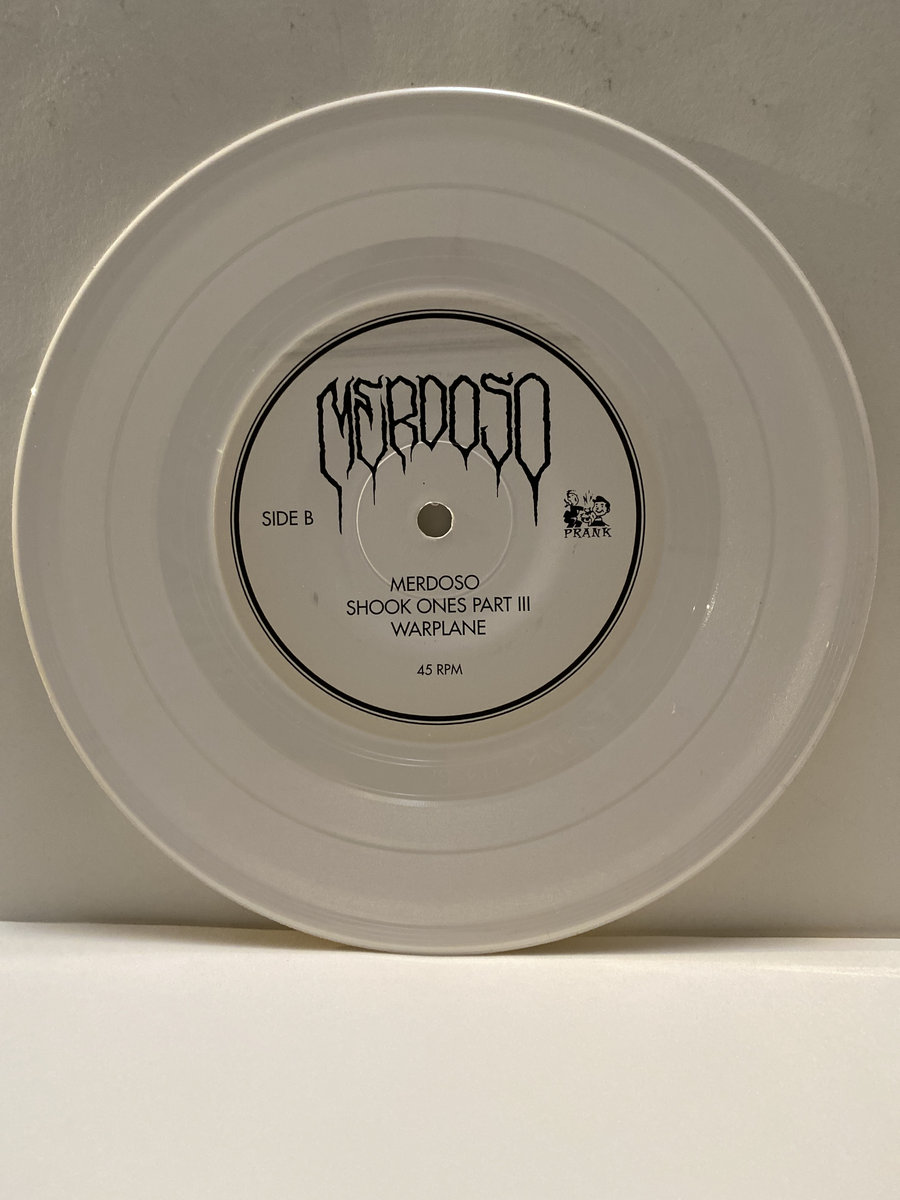 MERDOSO
SIDE B
PRANK
MERDOSO
SHOOK ONES PART III
WARPLANE
45 RPM